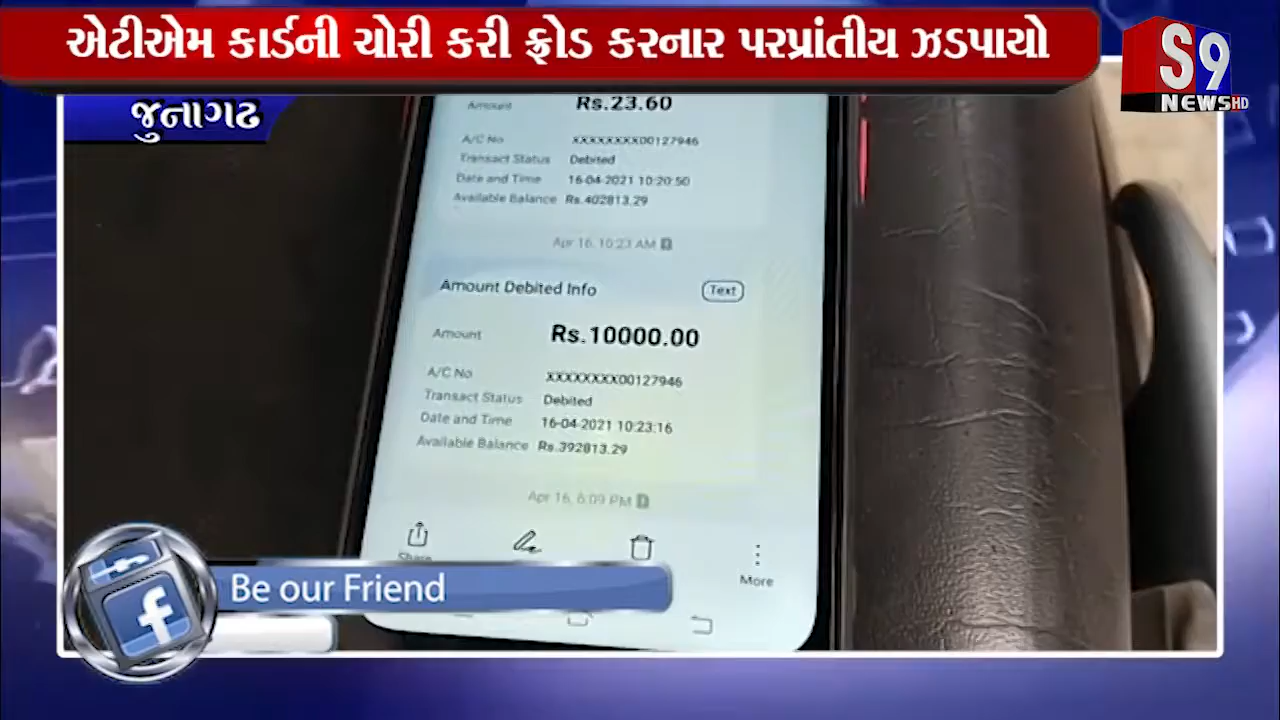 એટીએમ કાર્ડની ચોરી કરી ફ્રોડ કરનાર પરપ્રાંતીય ઝડપાયો
S9
NEWS HD
જુનાગઢ
Amount Rs.23.60
A/C No XXXXXXXX00127946
Transact Status Debited
Date and Time 16-04-2021 10:20:50
Available Balance Rs.402813.29
Apr 16, 10:23 AM
Amount Debited Info Text
Amount Rs.10000.00
A/C No XXXXXXXX00127946
Transact Status Debited
Date and Time 16-04-2021 10:23:16
Available Balance Rs.392813.29
Apr 16, 6:09 PM
Share
More
f
Be our Friend